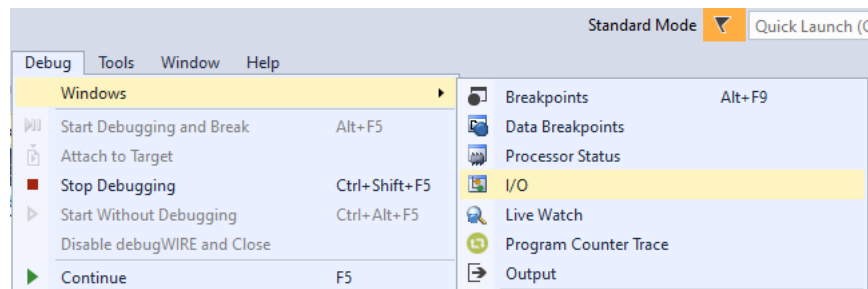 Standard Mode Quick Launch (C
Debug Tools Window Help
Windows
Start Debugging and Break Alt+F5
Attach to Target
Stop Debugging Ctrl+Shift+F5
Start Without Debugging Ctrl+Alt+F5
Disable debugWIRE and Close
Continue F5
Breakpoints Alt+F9
Data Breakpoints
Processor Status
I/O
Live Watch
Program Counter Trace
Output